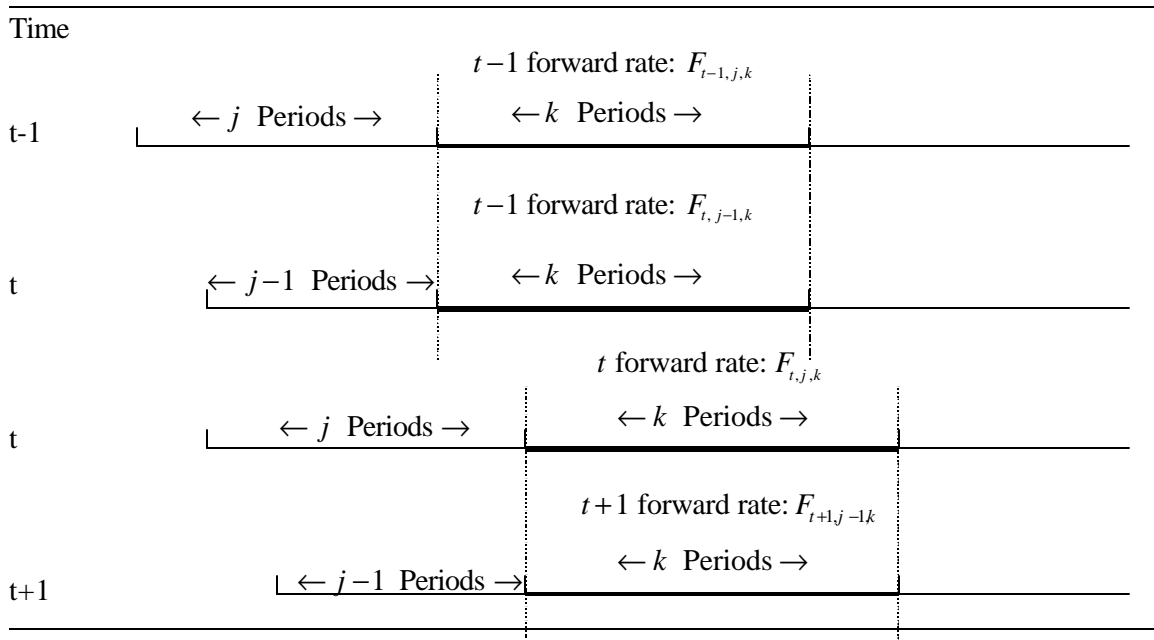 Time
t−1 forward rate: F_{t−1,j,k}
← j Periods →
← k Periods →
t-1
t−1 forward rate: F_{t, j−1,k}
← j−1 Periods →
← k Periods →
t
t forward rate: F_{t,j,k}
← j Periods →
← k Periods →
t
t+1 forward rate: F_{t+1,j−1,k}
← k Periods →
← j−1 Periods →
t+1